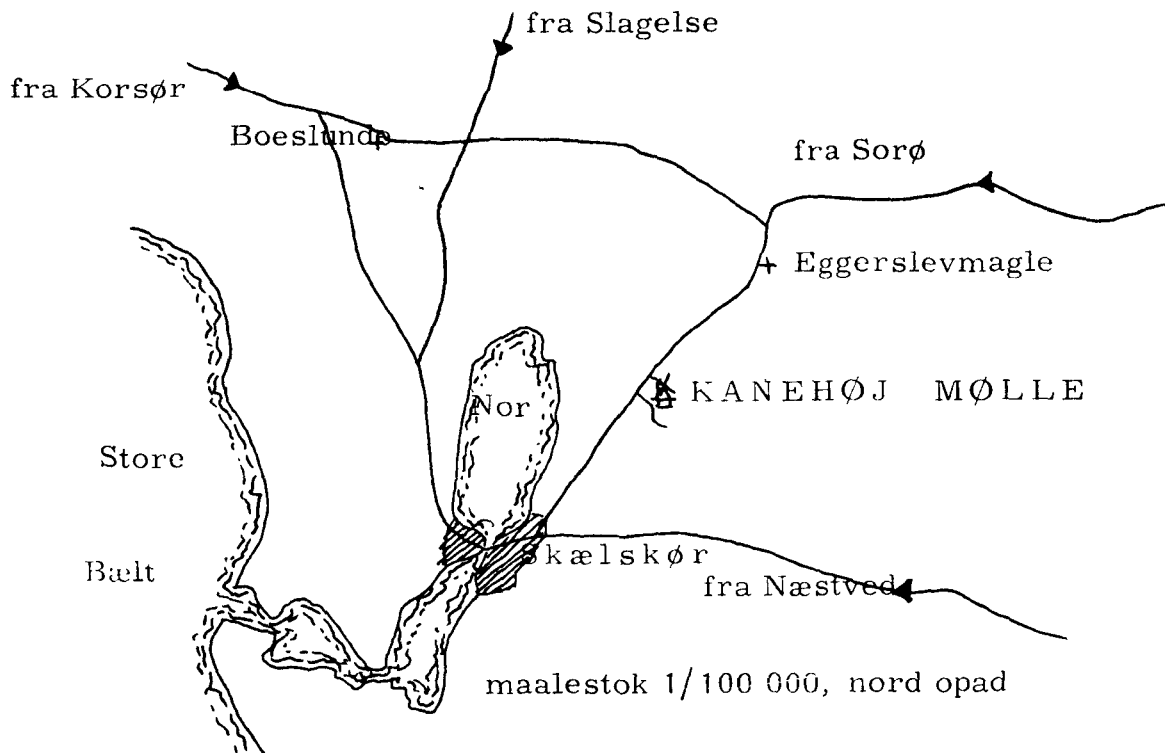 fra Slagelse
fra Korsør
Boeslunde
fra Sorø
Eggerslevmagle
Nor
KANEHØJ MØLLE
Store
Bælt
Skælskør
fra Næstved
maalestok 1/100 000, nord opad